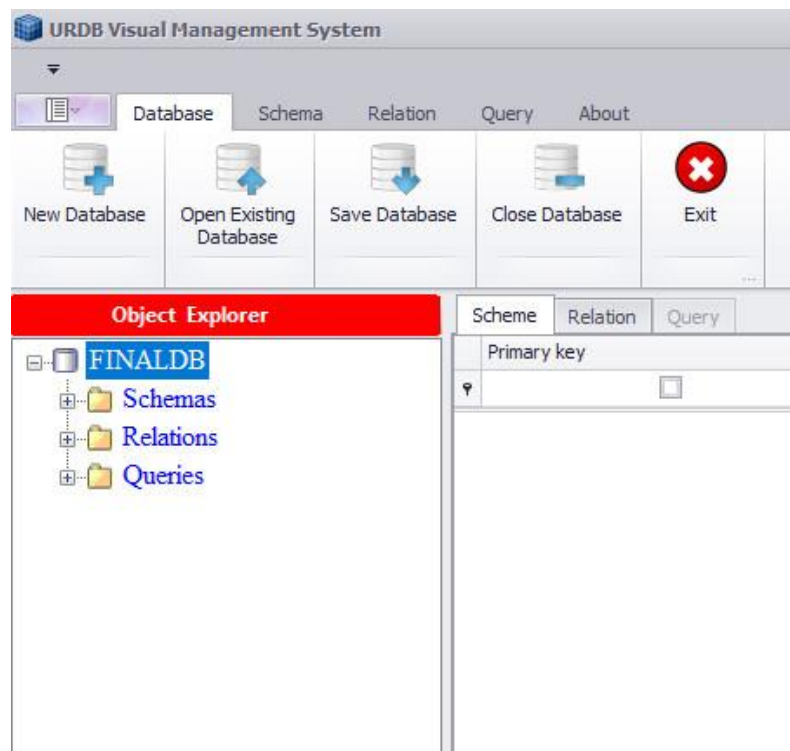 URDB Visual Management System
Database Schema Relation Query About
New Database Open Existing Database Save Database Close Database Exit
...
Object Explorer
Scheme Relation Query
FINALDB
Primary key
Schemas
Relations
Queries